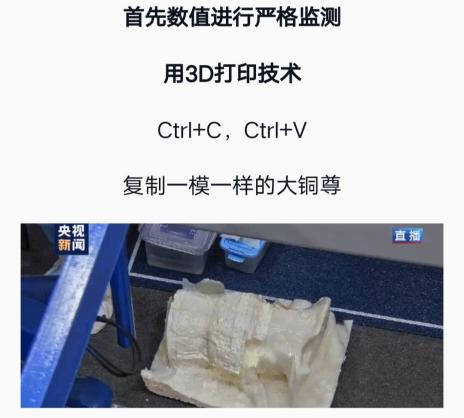 首先数值进行严格监测
用3D打印技术
Ctrl+C，Ctrl+V
复制一模一样的大铜尊
央视
新闻
直播